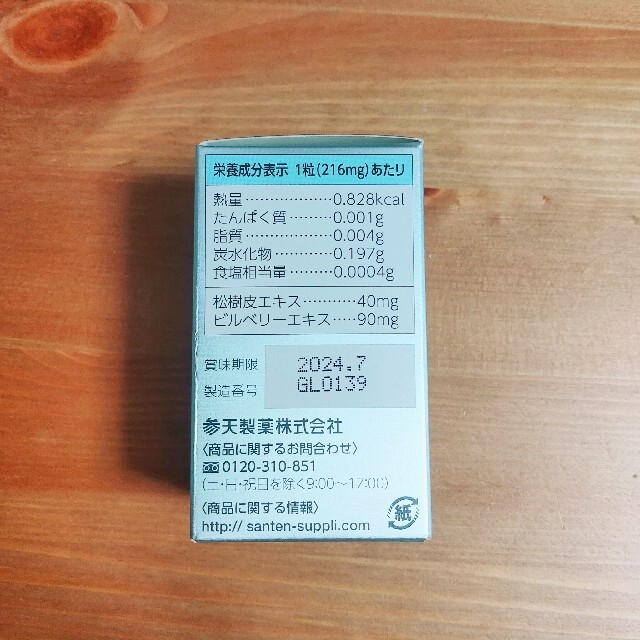 栄養成分表示 1粒(216mg)あたり
熱量………………0.828kcal
たんぱく質………0.001g
脂質………………0.004g
炭水化物…………0.197g
食塩相当量………0.0004g
松樹皮エキス………40mg
ビルベリーエキス……90mg
賞味期限 2024.7
製造番号 GL0139
参天製薬株式会社
〈商品に関するお問合わせ〉
0120-310-851
(土・日・祝日を除く9:00〜17:00)
〈商品に関する情報〉
http:// santen-suppli.com
紙